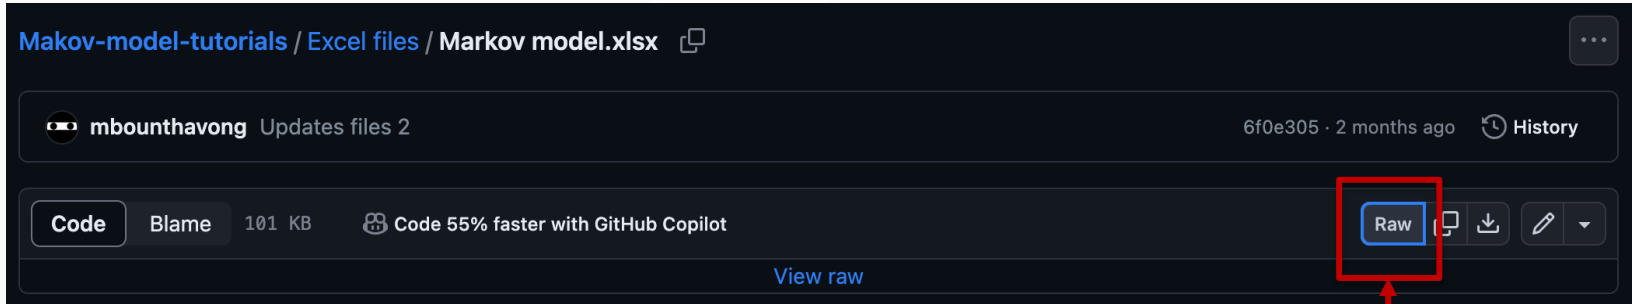 Makov-model-tutorials / Excel files / Markov model.xlsx
mbounthavong Updates files 2 6f0e305 · 2 months ago History
Code Blame 101 KB Code 55% faster with GitHub Copilot Raw
View raw